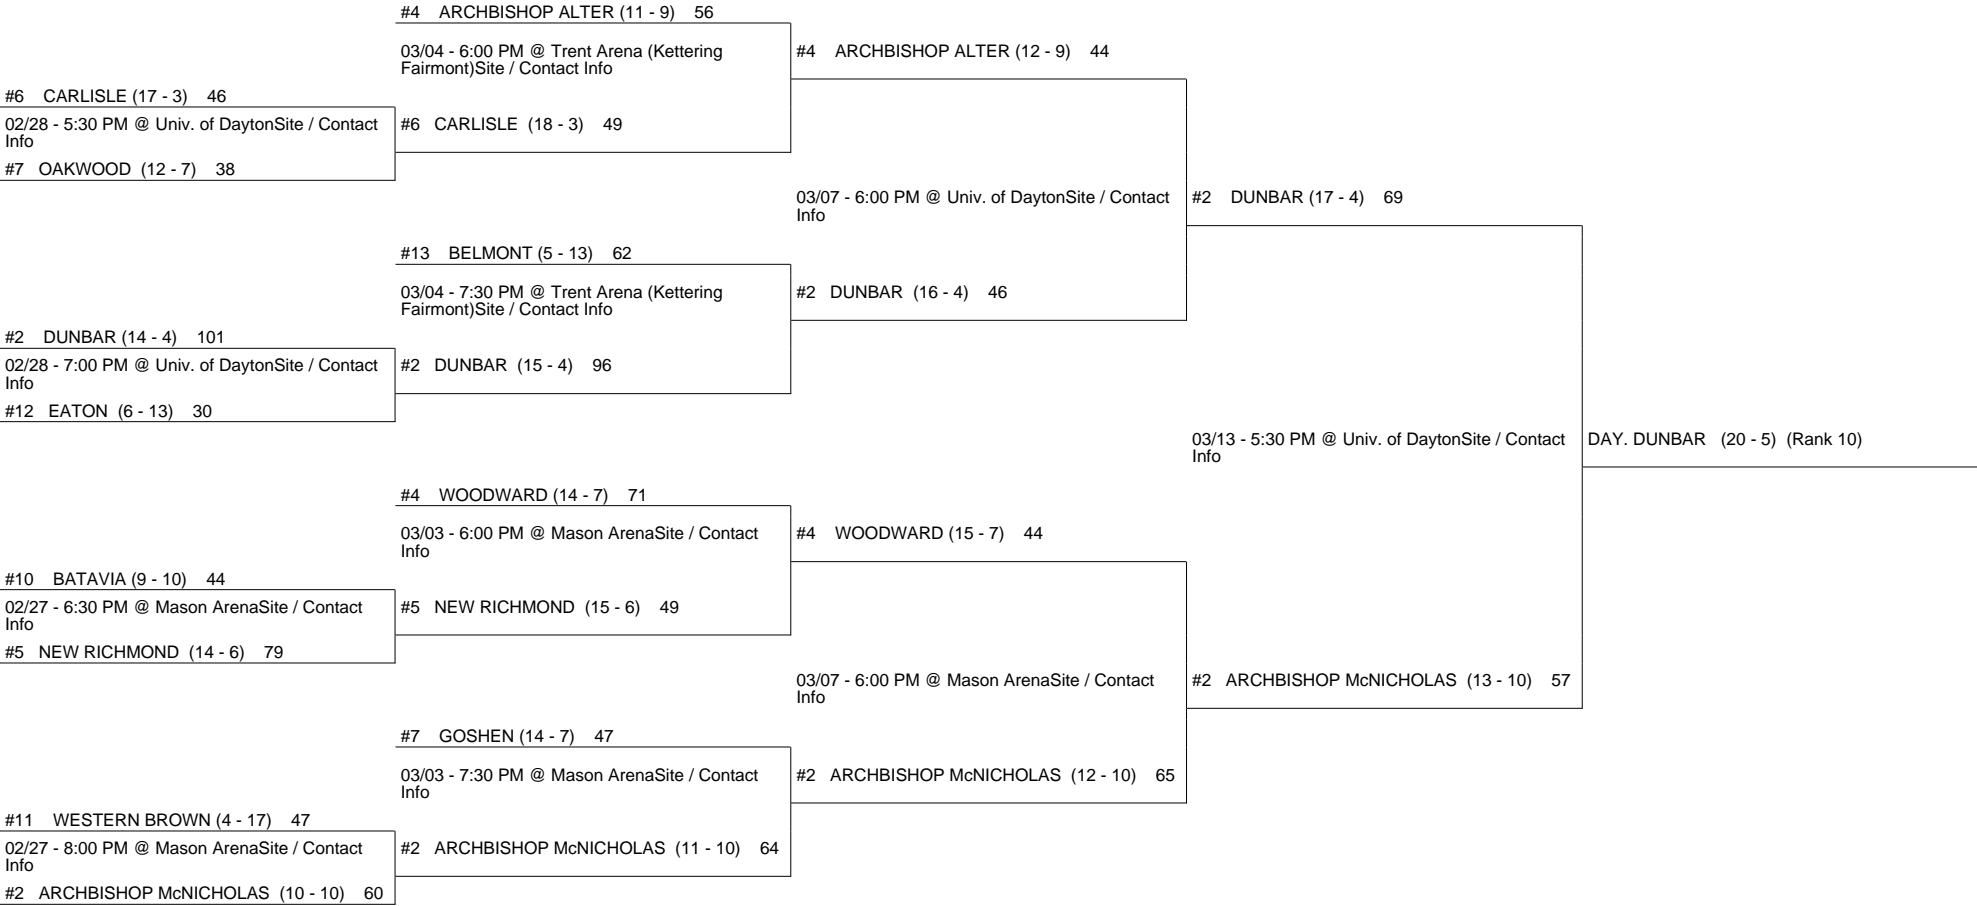 #4 ARCHBISHOP ALTER (11 - 9) 56
03/04 - 6:00 PM @ Trent Arena (Kettering
Fairmont)Site / Contact Info
#4 ARCHBISHOP ALTER (12 - 9) 44
#6 CARLISLE (17 - 3) 46
02/28 - 5:30 PM @ Univ. of DaytonSite / Contact
Info
#6 CARLISLE (18 - 3) 49
#7 OAKWOOD (12 - 7) 38
03/07 - 6:00 PM @ Univ. of DaytonSite / Contact
Info
#2 DUNBAR (17 - 4) 69
#13 BELMONT (5 - 13) 62
03/04 - 7:30 PM @ Trent Arena (Kettering
Fairmont)Site / Contact Info
#2 DUNBAR (16 - 4) 46
#2 DUNBAR (14 - 4) 101
02/28 - 7:00 PM @ Univ. of DaytonSite / Contact
Info
#2 DUNBAR (15 - 4) 96
#12 EATON (6 - 13) 30
03/13 - 5:30 PM @ Univ. of DaytonSite / Contact
Info
DAY. DUNBAR (20 - 5) (Rank 10)
#4 WOODWARD (14 - 7) 71
03/03 - 6:00 PM @ Mason ArenaSite / Contact
Info
#4 WOODWARD (15 - 7) 44
#10 BATAVIA (9 - 10) 44
02/27 - 6:30 PM @ Mason ArenaSite / Contact
Info
#5 NEW RICHMOND (15 - 6) 49
#5 NEW RICHMOND (14 - 6) 79
03/07 - 6:00 PM @ Mason ArenaSite / Contact
Info
#2 ARCHBISHOP McNICHOLAS (13 - 10) 57
#7 GOSHEN (14 - 7) 47
03/03 - 7:30 PM @ Mason ArenaSite / Contact
Info
#2 ARCHBISHOP McNICHOLAS (12 - 10) 65
#11 WESTERN BROWN (4 - 17) 47
02/27 - 8:00 PM @ Mason ArenaSite / Contact
Info
#2 ARCHBISHOP McNICHOLAS (11 - 10) 64
#2 ARCHBISHOP McNICHOLAS (10 - 10) 60